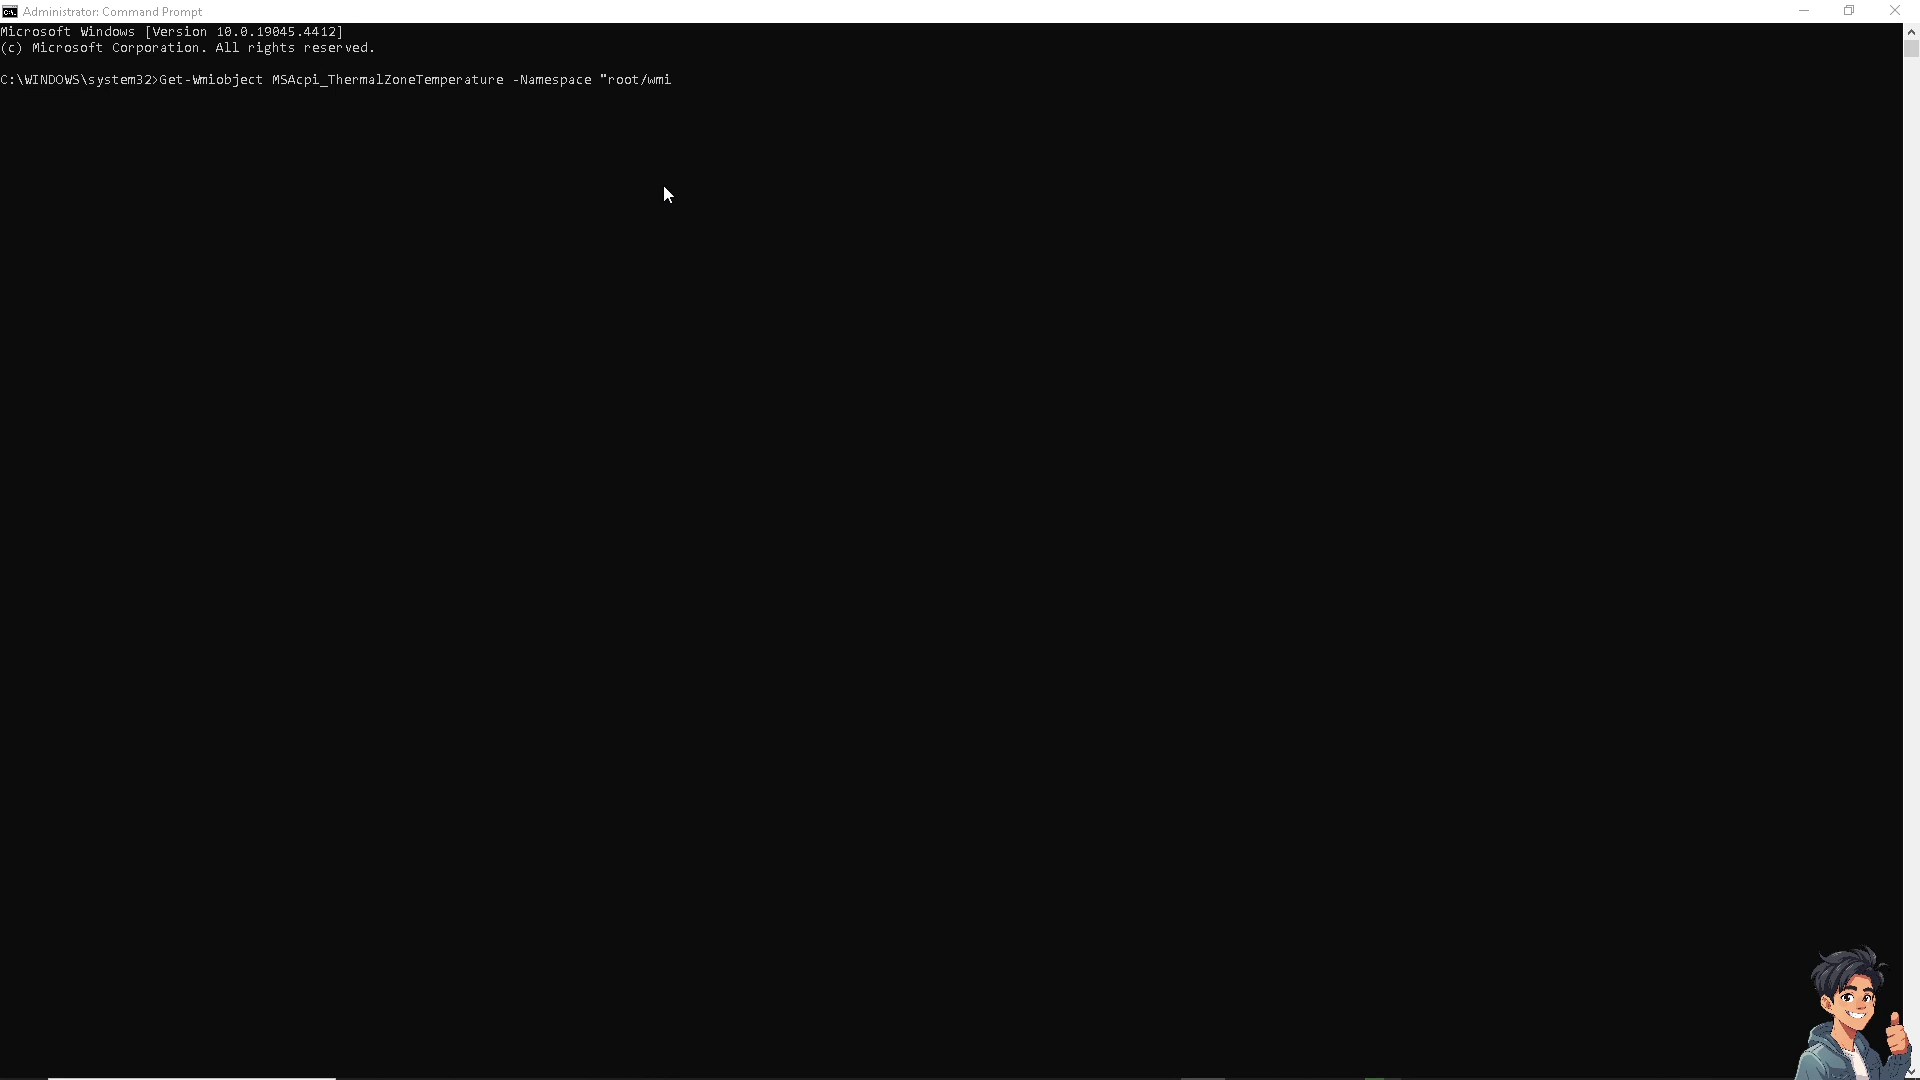 Administrator: Command Prompt
Microsoft Windows [Version 10.0.19045.4412]
(c) Microsoft Corporation. All rights reserved.
C:\WINDOWS\system32>Get-Wmiobject MSAcpi_ThermalZoneTemperature -Namespace "root/wmi